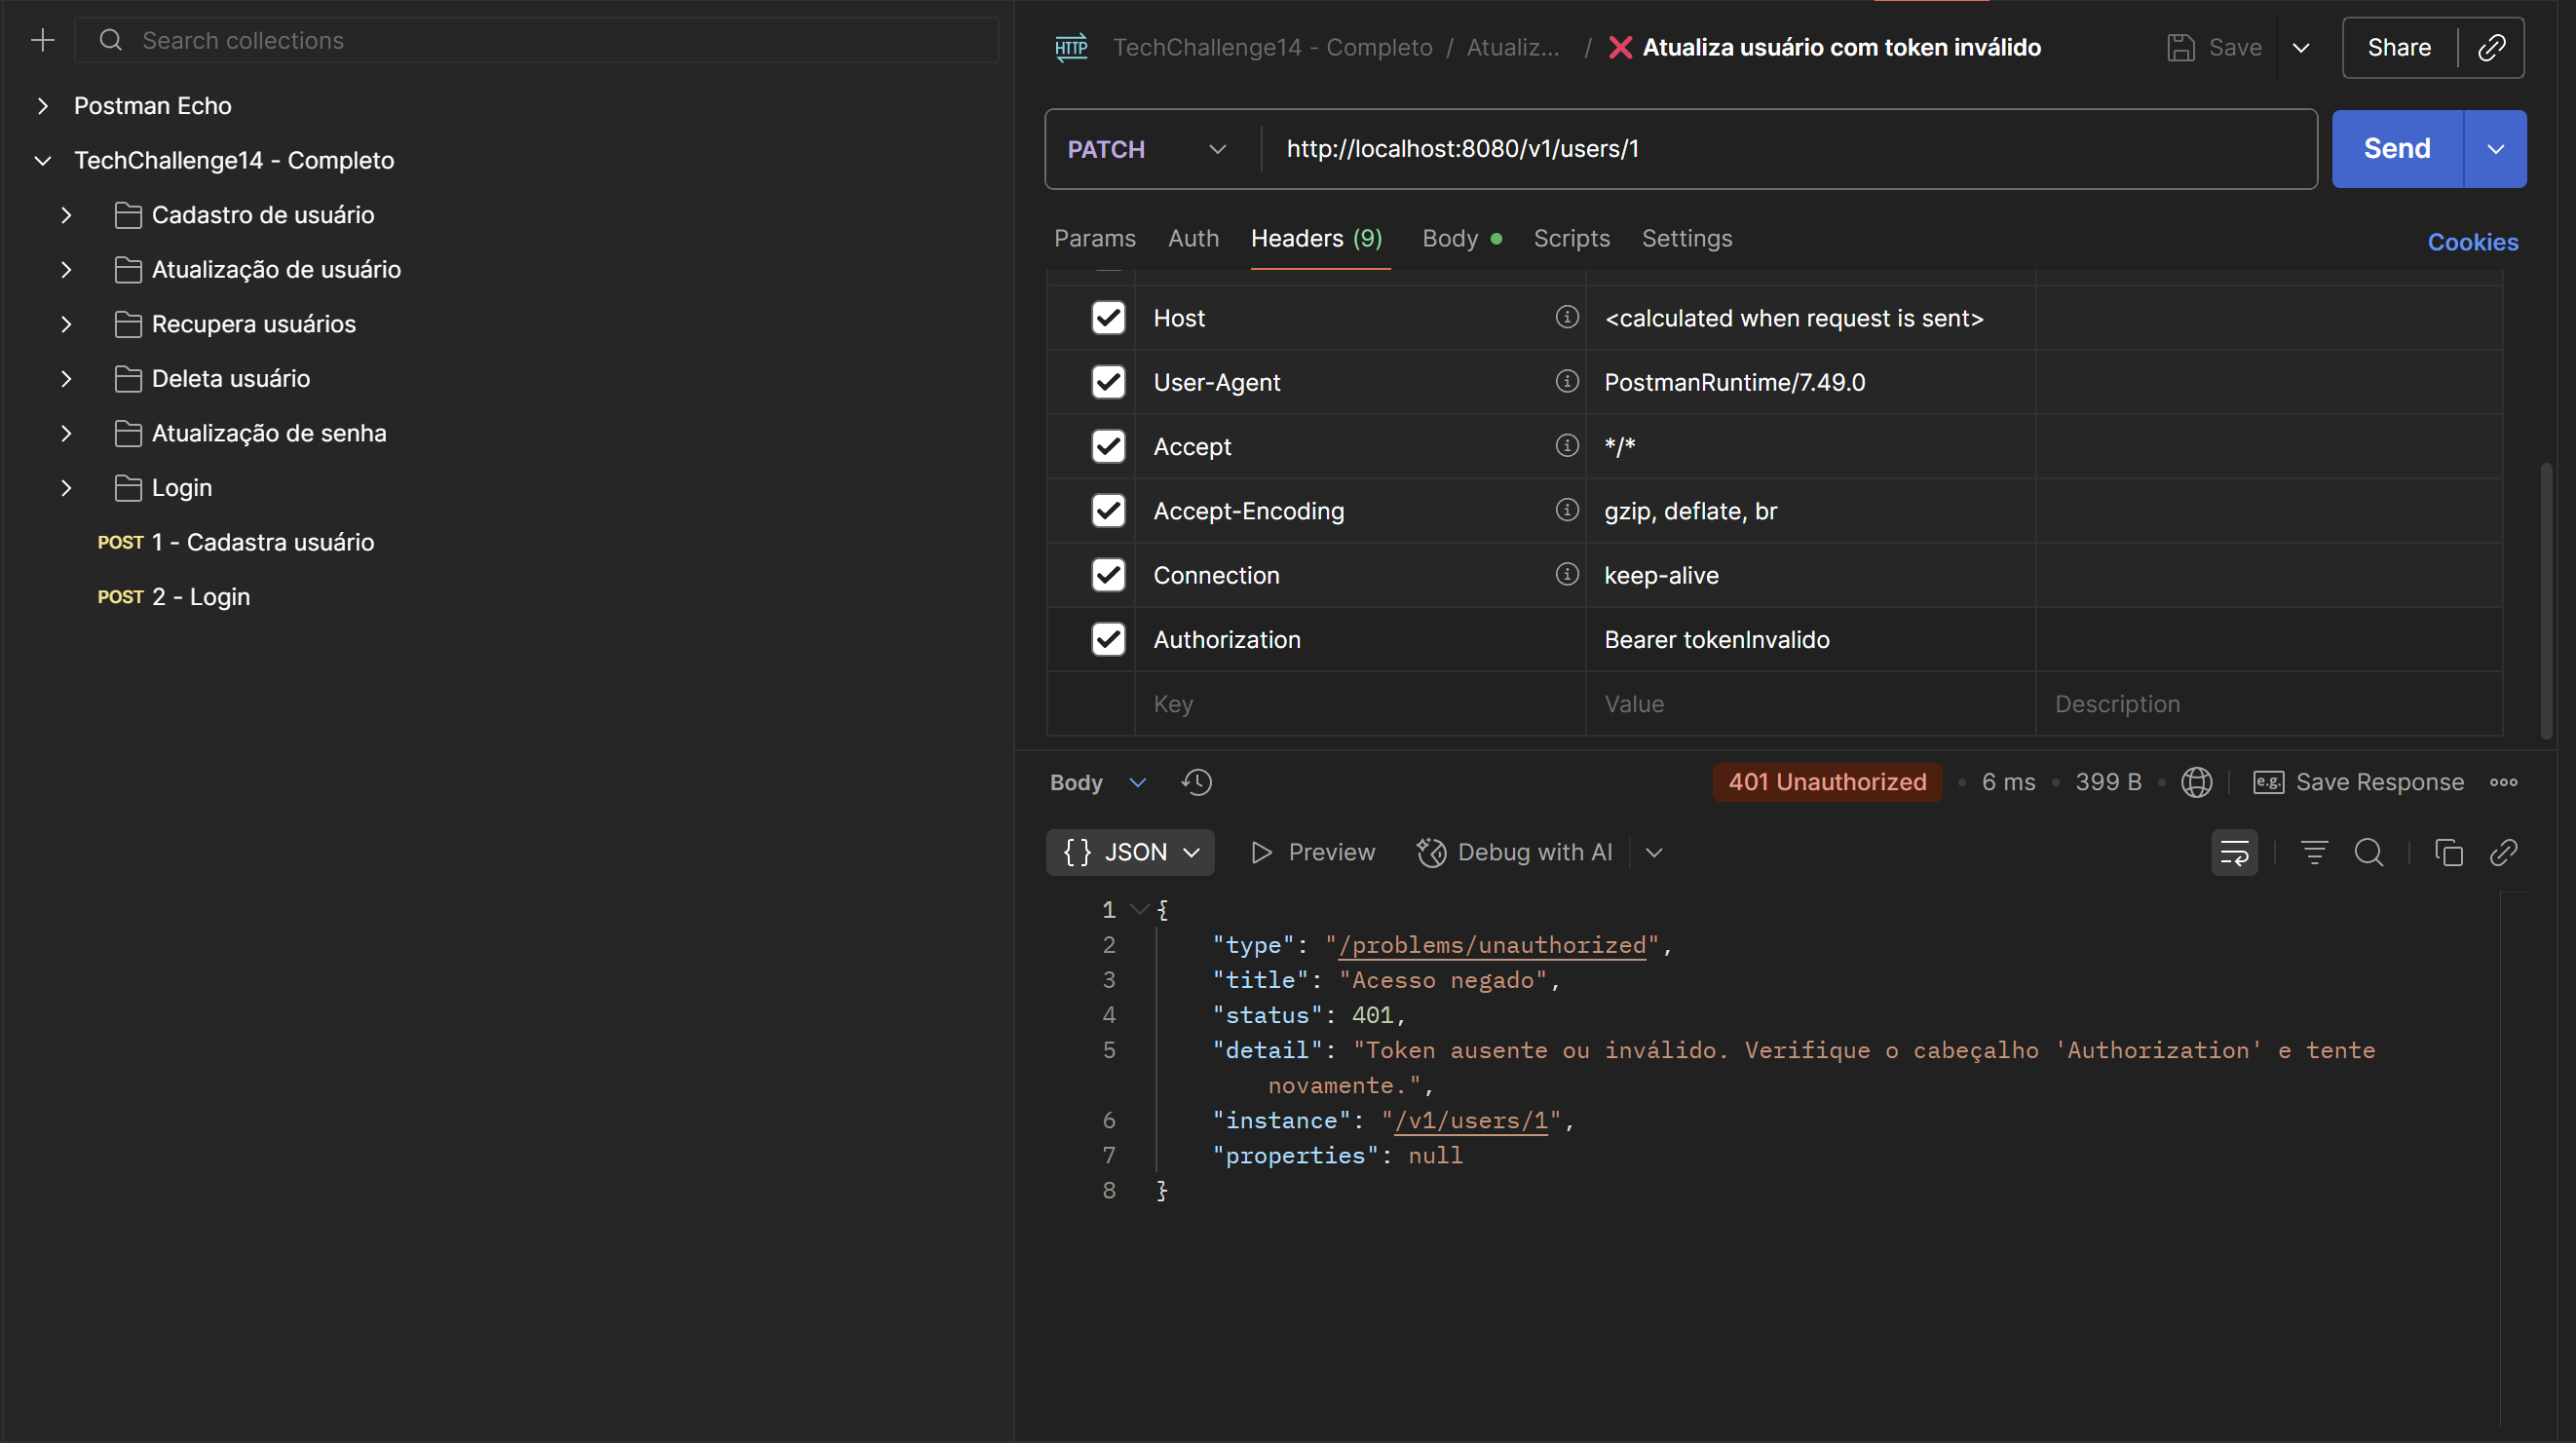 Search collections
Postman Echo
TechChallenge14 - Completo
Cadastro de usuário
Atualização de usuário
Recupera usuários
Deleta usuário
Atualização de senha
Login
POST 1 - Cadastra usuário
POST 2 - Login
HTTP TechChallenge14 - Completo / Atualiz... / ❌ Atualiza usuário com token inválido
Save
Share
PATCH http://localhost:8080/v1/users/1
Send
Params Auth Headers (9) Body Scripts Settings
Cookies
Host <calculated when request is sent>
User-Agent PostmanRuntime/7.49.0
Accept */*
Accept-Encoding gzip, deflate, br
Connection keep-alive
Authorization Bearer tokenInvalido
Key Value Description
Body 401 Unauthorized • 6 ms • 399 B • e.g. Save Response
{ } JSON Preview Debug with AI
1 {
2 "type": "/problems/unauthorized",
3 "title": "Acesso negado",
4 "status": 401,
5 "detail": "Token ausente ou inválido. Verifique o cabeçalho 'Authorization' e tente
novamente.",
6 "instance": "/v1/users/1",
7 "properties": null
8 }